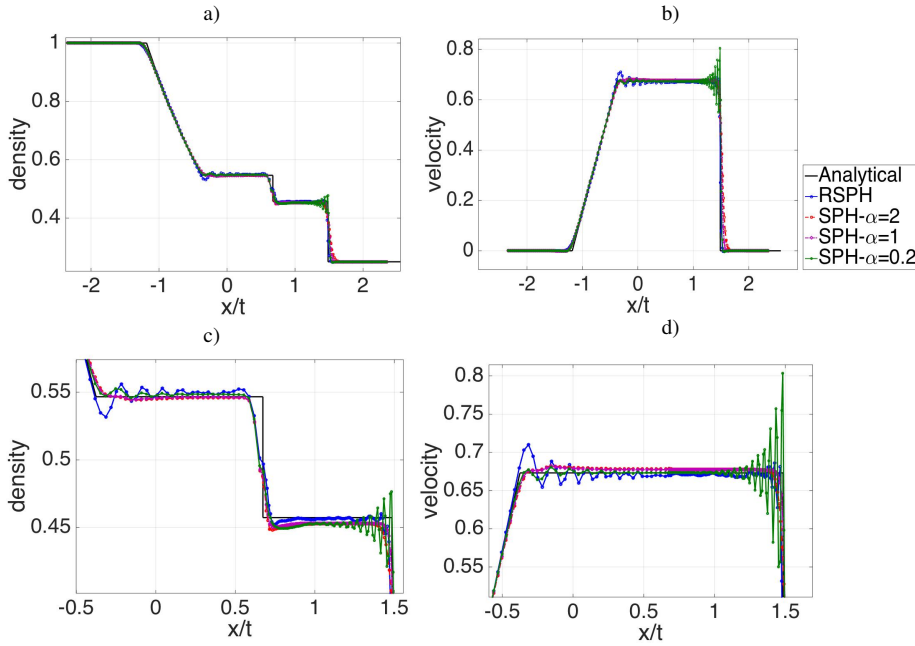 a)
b)
1
0.8
0.6
0.4
density
-2
-1
0
1
2
x/t
0.8
0.6
0.4
0.2
0
velocity
-2
-1
0
1
2
x/t
Analytical
RSPH
SPH-α=2
SPH-α=1
SPH-α=0.2
c)
d)
0.55
0.5
0.45
density
-0.5
0
0.5
1
1.5
x/t
0.8
0.75
0.7
0.65
0.6
0.55
velocity
-0.5
0
0.5
1
1.5
x/t